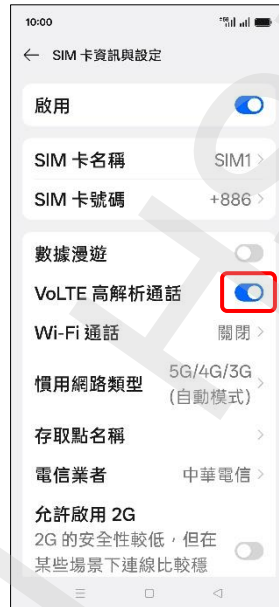 10:00
SIM 卡資訊與設定
啟用
SIM 卡名稱 SIM1
SIM 卡號碼 +886
數據漫遊
VoLTE 高解析通話
Wi-Fi 通話 關閉
慣用網路類型 5G/4G/3G
(自動模式)
存取點名稱
電信業者 中華電信
允許啟用 2G
2G 的安全性較低，但在
某些場景下連線比較穩